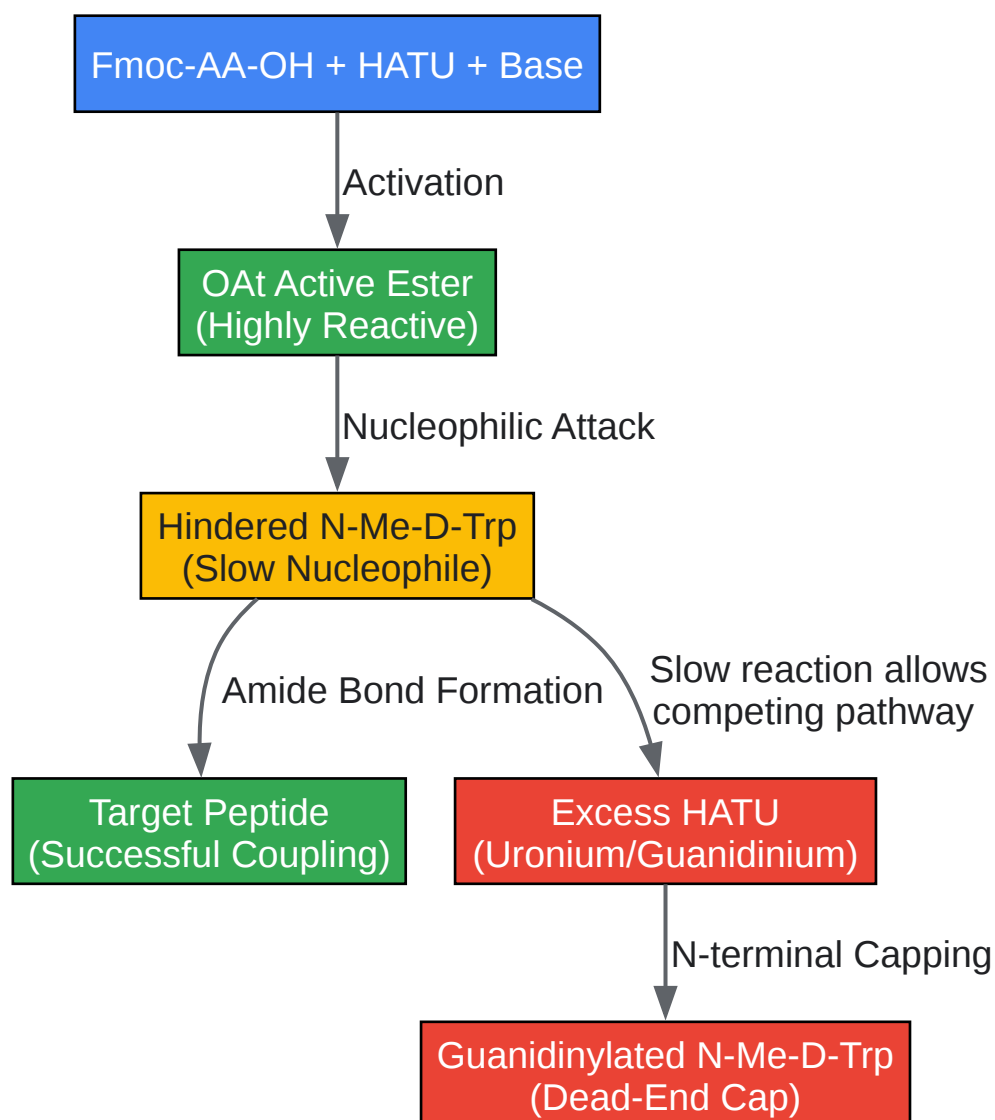 Fmoc-AA-OH + HATU + Base
Activation
OAt Active Ester
(Highly Reactive)
Nucleophilic Attack
Hindered N-Me-D-Trp
(Slow Nucleophile)
Amide Bond Formation
Slow reaction allows
competing pathway
Target Peptide
(Successful Coupling)
Excess HATU
(Uronium/Guanidinium)
N-terminal Capping
Guanidinylated N-Me-D-Trp
(Dead-End Cap)